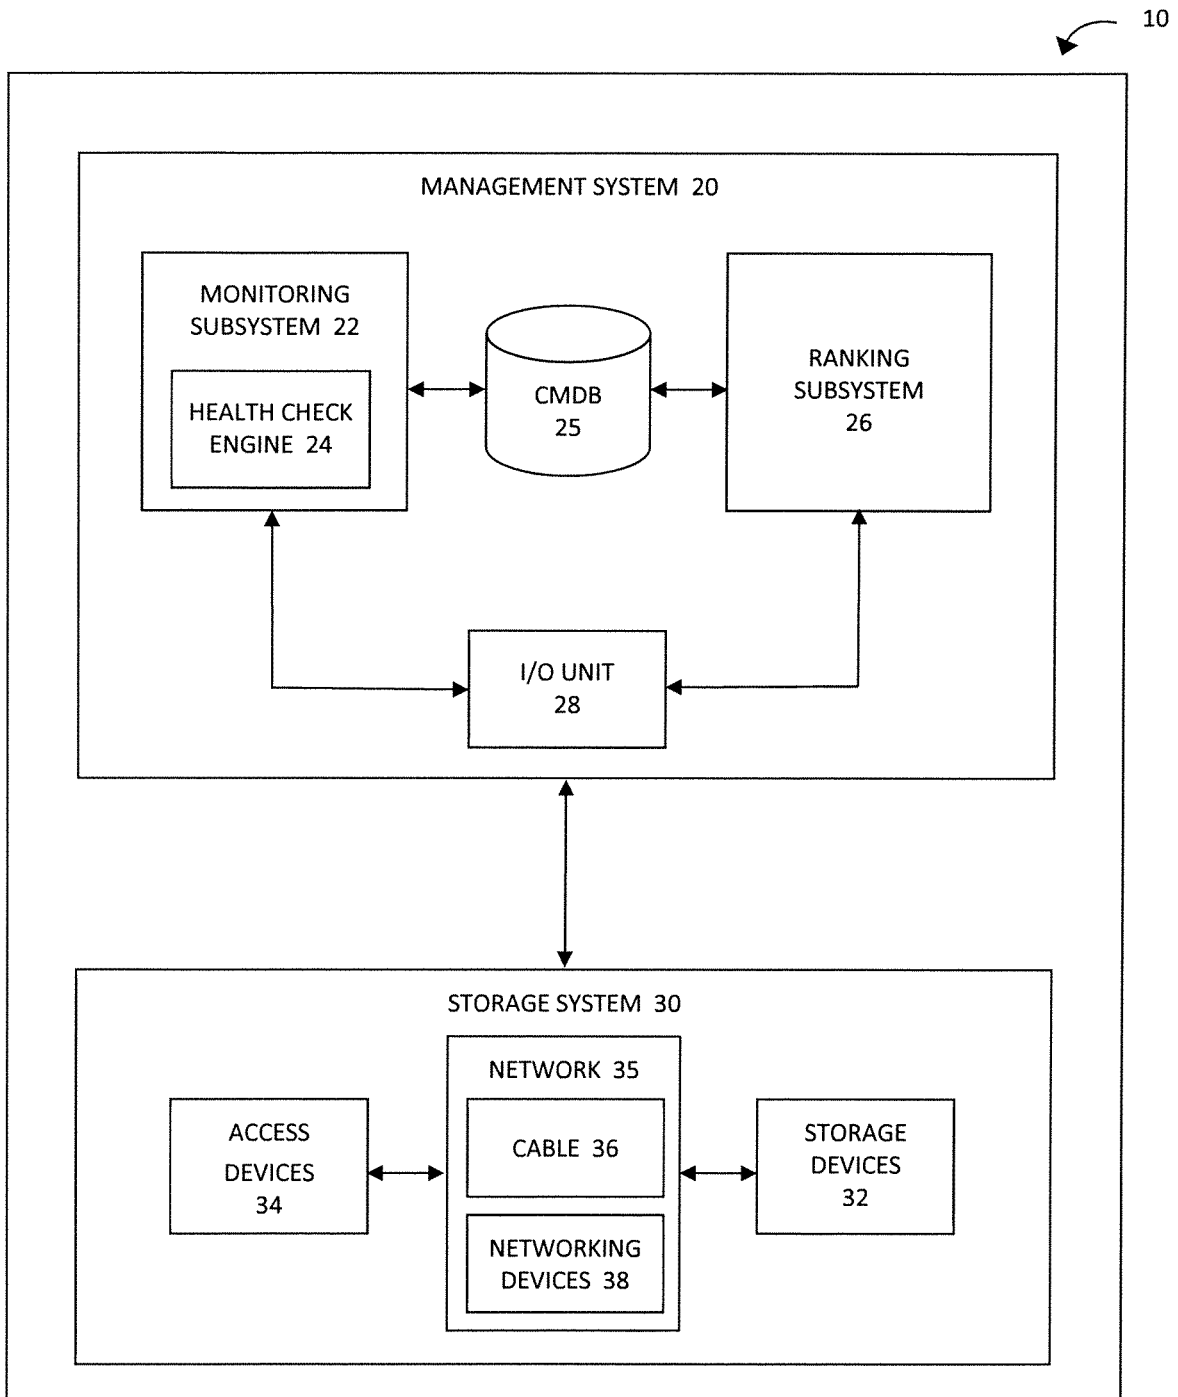 10
MANAGEMENT SYSTEM 20
MONITORING
SUBSYSTEM 22
HEALTH CHECK
ENGINE 24
CMDB
25
RANKING
SUBSYSTEM
26
I/O UNIT
28
STORAGE SYSTEM 30
ACCESS
DEVICES
34
NETWORK 35
CABLE 36
NETWORKING
DEVICES 38
STORAGE
DEVICES
32